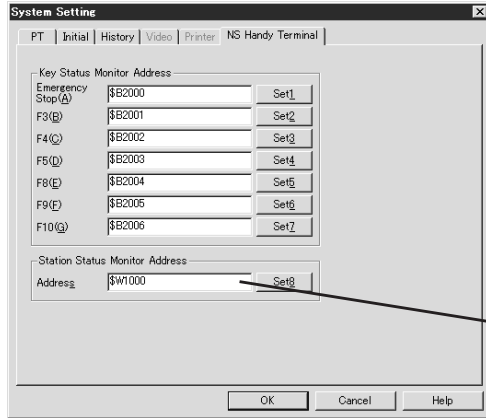 System Setting
PT Initial History Video Printer NS Handy Terminal
Key Status Monitor Address
Emergency
Stop(A) $B2000 Set1
F3(B) $B2001 Set2
F4(C) $B2002 Set3
F5(D) $B2003 Set4
F8(E) $B2004 Set5
F9(F) $B2005 Set6
F10(G) $B2006 Set7
Station Status Monitor Address
Address $W1000 Set8
OK Cancel Help